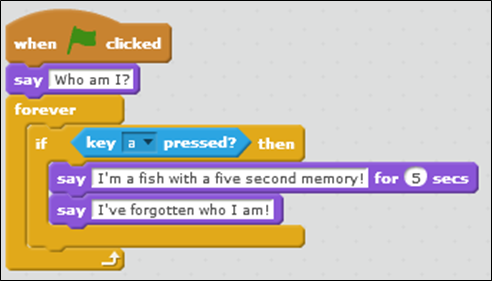 when clicked
say Who am I?
forever
if key a pressed? then
say I'm a fish with a five second memory! for 5 secs
say I've forgotten who I am!